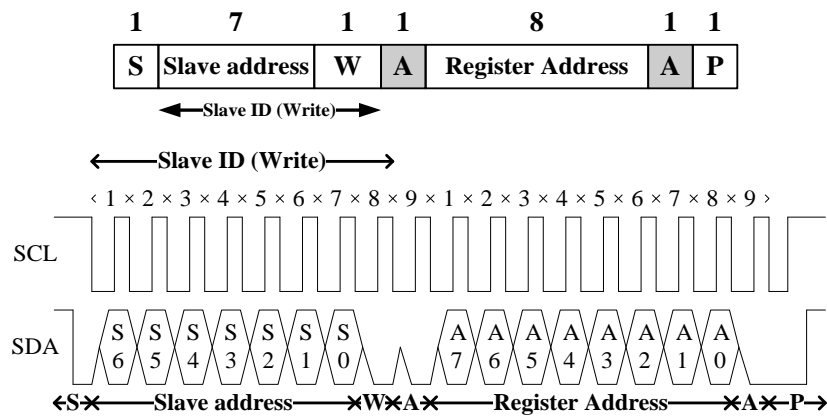 1 7 1 1 8 1 1
S Slave address W A Register Address A P
Slave ID (Write)
Slave ID (Write)
‹ 1 × 2 × 3 × 4 × 5 × 6 × 7 × 8 × 9 × 1 × 2 × 3 × 4 × 5 × 6 × 7 × 8 × 9 ›
SCL
SDA
S6 S5 S4 S3 S2 S1 S0 A7 A6 A5 A4 A3 A2 A1 A0
S Slave address W A Register Address A P